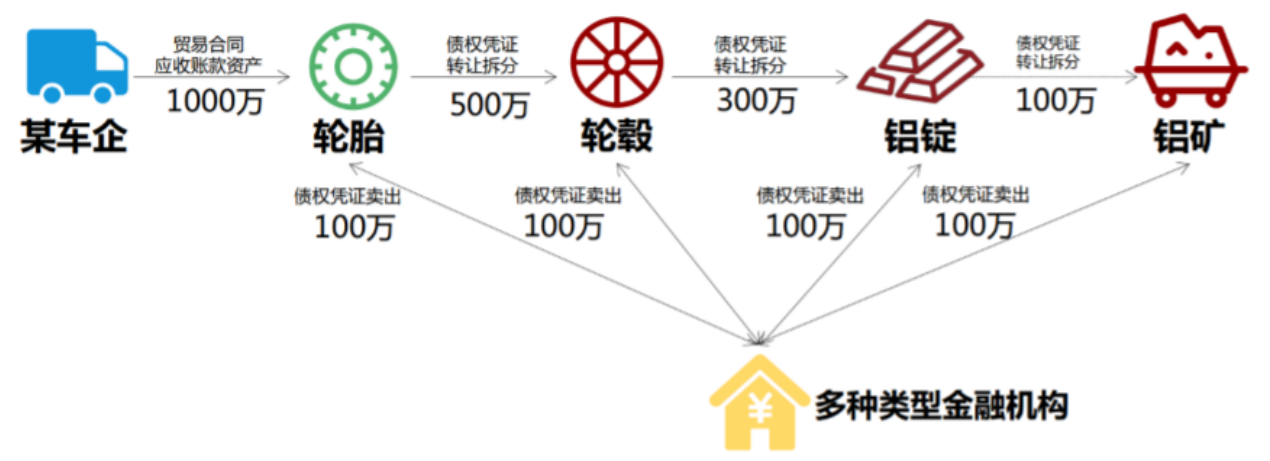 贸易合同
应收账款资产
1000万
债权凭证
转让拆分
500万
债权凭证
转让拆分
300万
债权凭证
转让拆分
100万
某车企
轮胎
轮毂
铝锭
铝矿
债权凭证卖出
100万
债权凭证卖出
100万
债权凭证卖出
100万
债权凭证卖出
100万
¥
多种类型金融机构